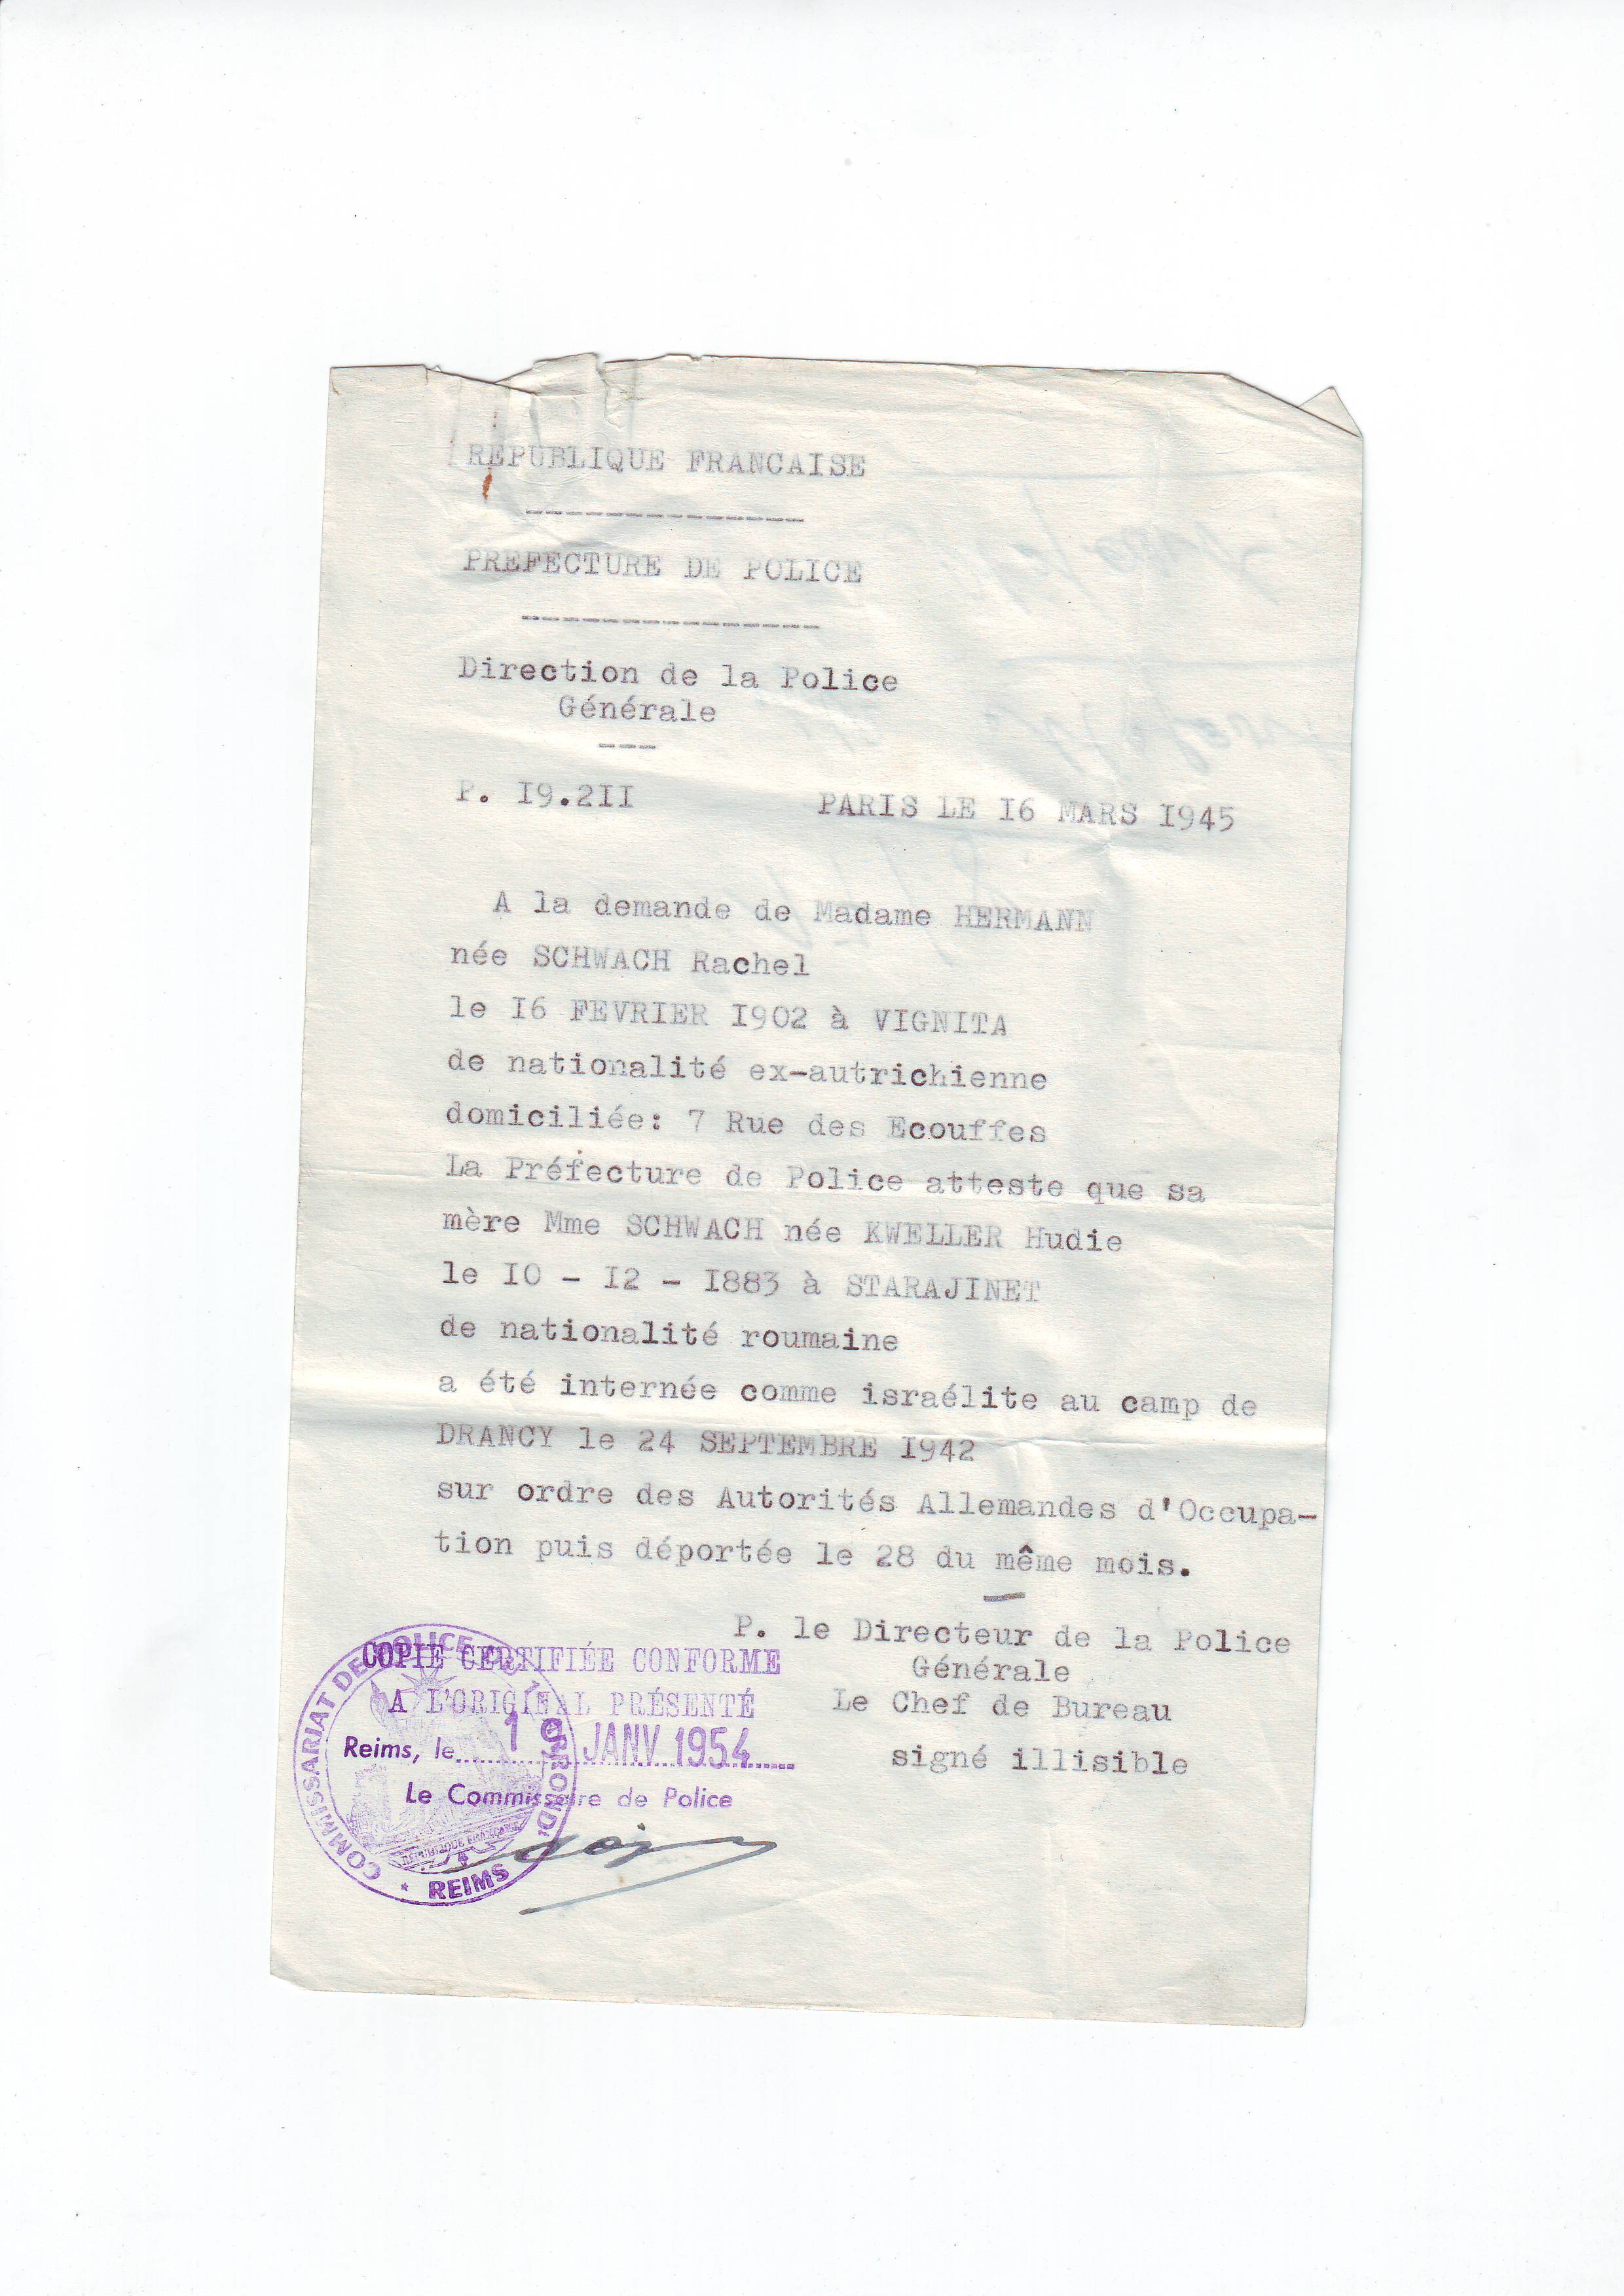 REPUBLIQUE FRANCAISE
PREFECTURE DE POLICE
Direction de la Police
Générale
P. I9.2II
PARIS LE I6 MARS I945
A la demande de Madame HERMANN
née SCHWACH Rachel
le I6 FEVRIER I902 à VIGNITA
de nationalité ex-autrichienne
domiciliée: 7 Rue des Ecouffes
La Préfecture de Police atteste que sa
mère Mme SCHWACH née KWELLER Hudie
le IO - I2 - I883 à STARAJINET
de nationalité roumaine
a été internée comme israélite au camp de
DRANCY le 24 SEPTEMBRE I942
sur ordre des Autorités Allemandes d'Occupa-
tion puis déportée le 28 du même mois.
P. le Directeur de la Police
Générale
Le Chef de Bureau
signé illisible
COPIE CERTIFIÉE CONFORME
A L'ORIGINAL PRÉSENTÉ
Reims, le 19 JANV 1954
Le Commissaire de Police
COMMISSARIAT DE POLICE
REPUBLIQUE FRANÇAISE
* REIMS